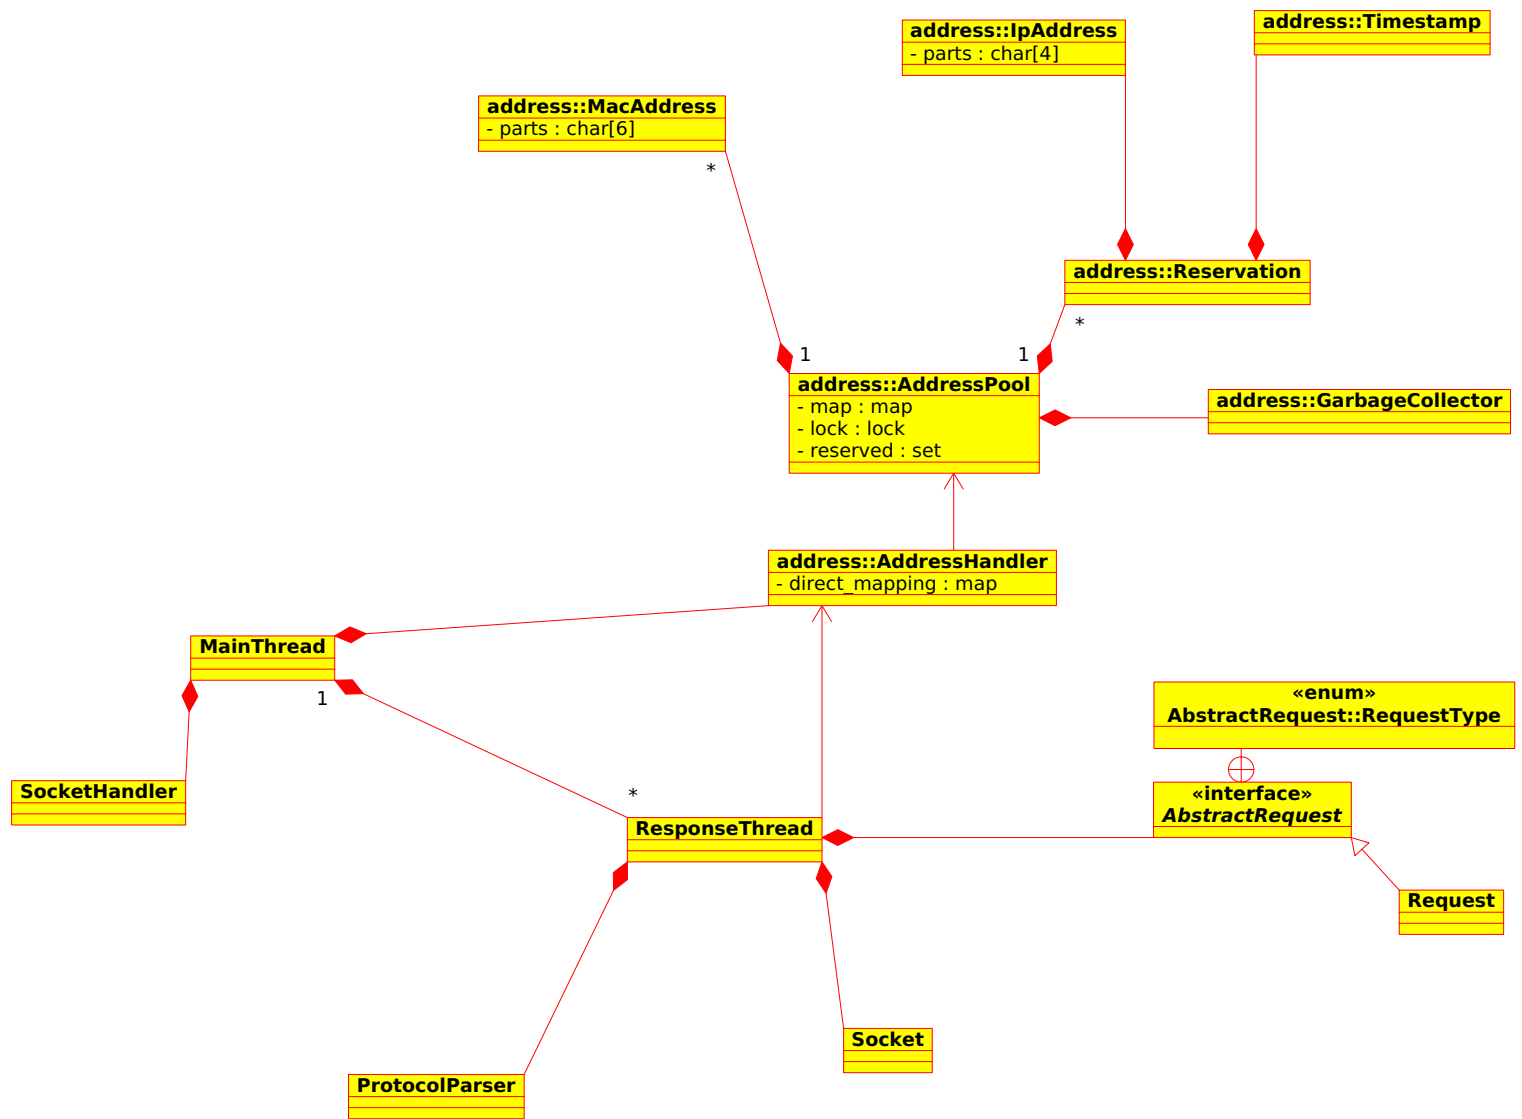 address::IpAddress
- parts : char[4]
address::Timestamp
address::MacAddress
- parts : char[6]
*
address::Reservation
*
1
1
address::AddressPool
- map : map
- lock : lock
- reserved : set
address::GarbageCollector
address::AddressHandler
- direct_mapping : map
MainThread
1
«enum»
AbstractRequest::RequestType
SocketHandler
*
«interface»
AbstractRequest
ResponseThread
Request
Socket
ProtocolParser